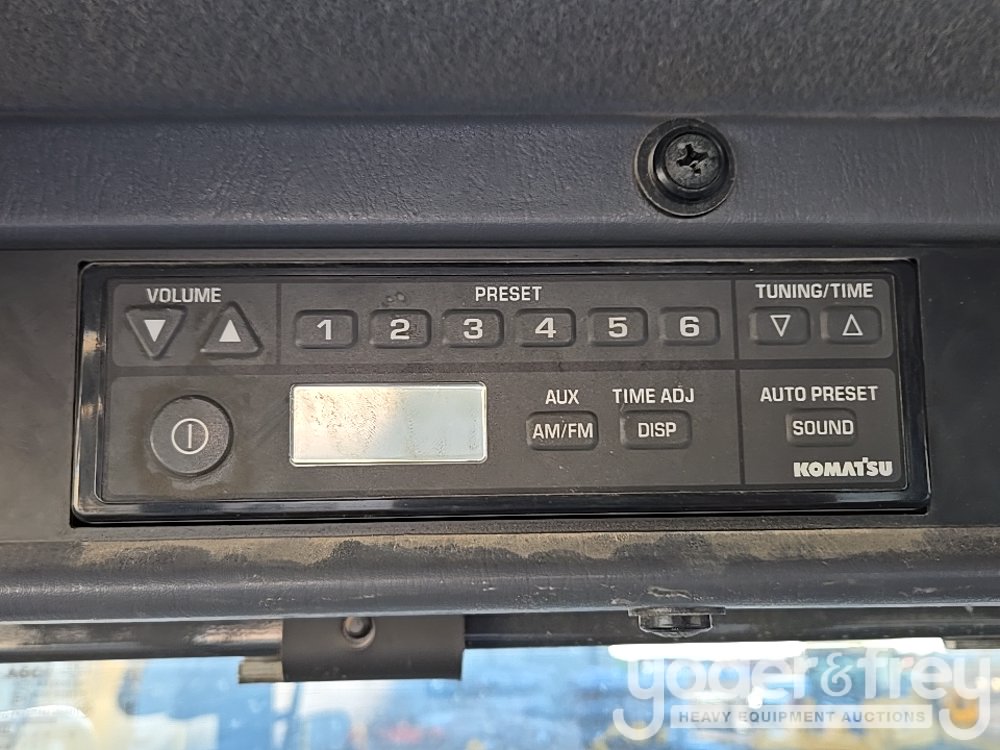 VOLUME
PRESET
TUNING/TIME
1 2 3 4 5 6
AUX
TIME ADJ
AUTO PRESET
AM/FM
DISP
SOUND
KOMATSU
yoder&frey
HEAVY EQUIPMENT AUCTIONS